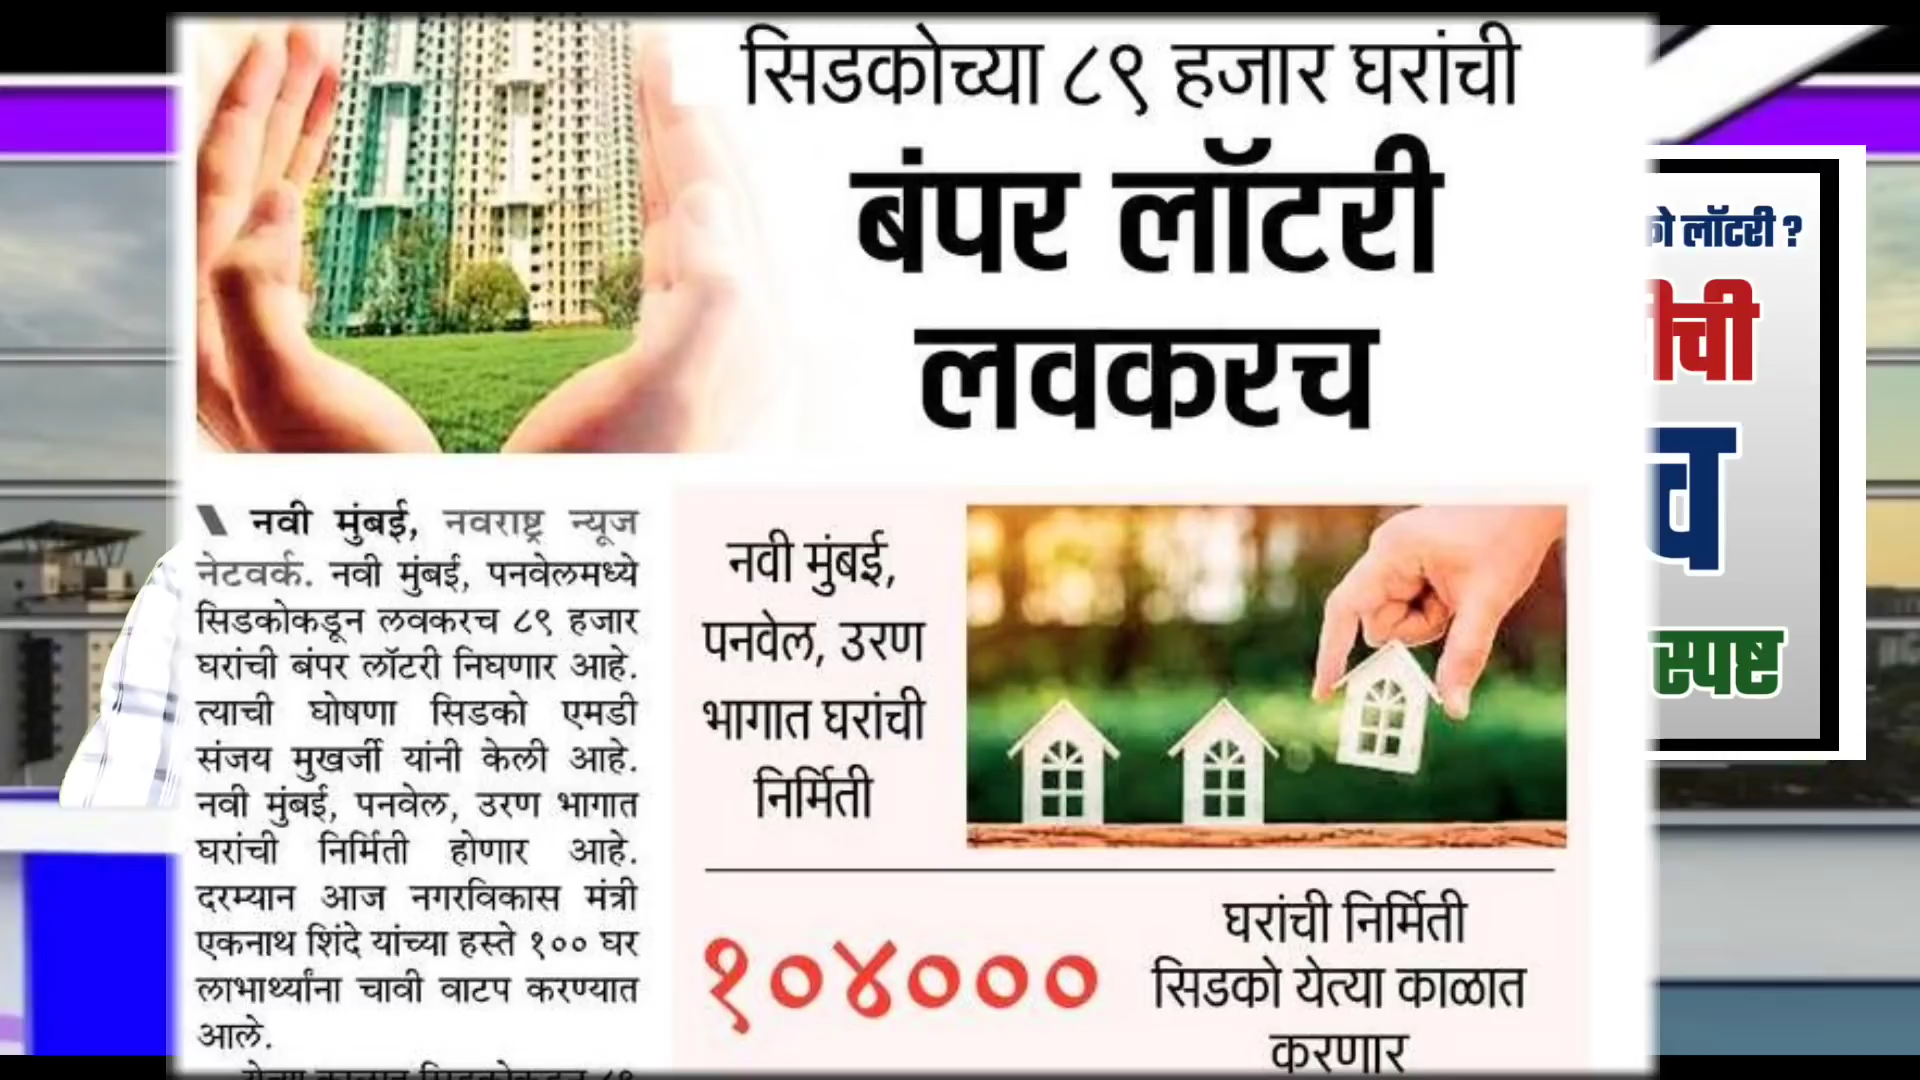 सिडकोच्या ८९ हजार घरांची
बंपर लॉटरी
लवकरच
नवी मुंबई, नवराष्ट्र न्यूज
नेटवर्क. नवी मुंबई, पनवेलमध्ये
सिडकोकडून लवकरच ८९ हजार
घरांची बंपर लॉटरी निघणार आहे.
त्याची घोषणा सिडको एमडी
संजय मुखर्जी यांनी केली आहे.
नवी मुंबई, पनवेल, उरण भागात
घरांची निर्मिती होणार आहे.
दरम्यान आज नगरविकास मंत्री
एकनाथ शिंदे यांच्या हस्ते १०० घर
लाभार्थ्यांना चावी वाटप करण्यात
आले.
नवी मुंबई,
पनवेल, उरण
भागात घरांची
निर्मिती
१०४०००
घरांची निर्मिती
सिडको येत्या काळात
करणार
लॉटरी ?
स्पष्ट